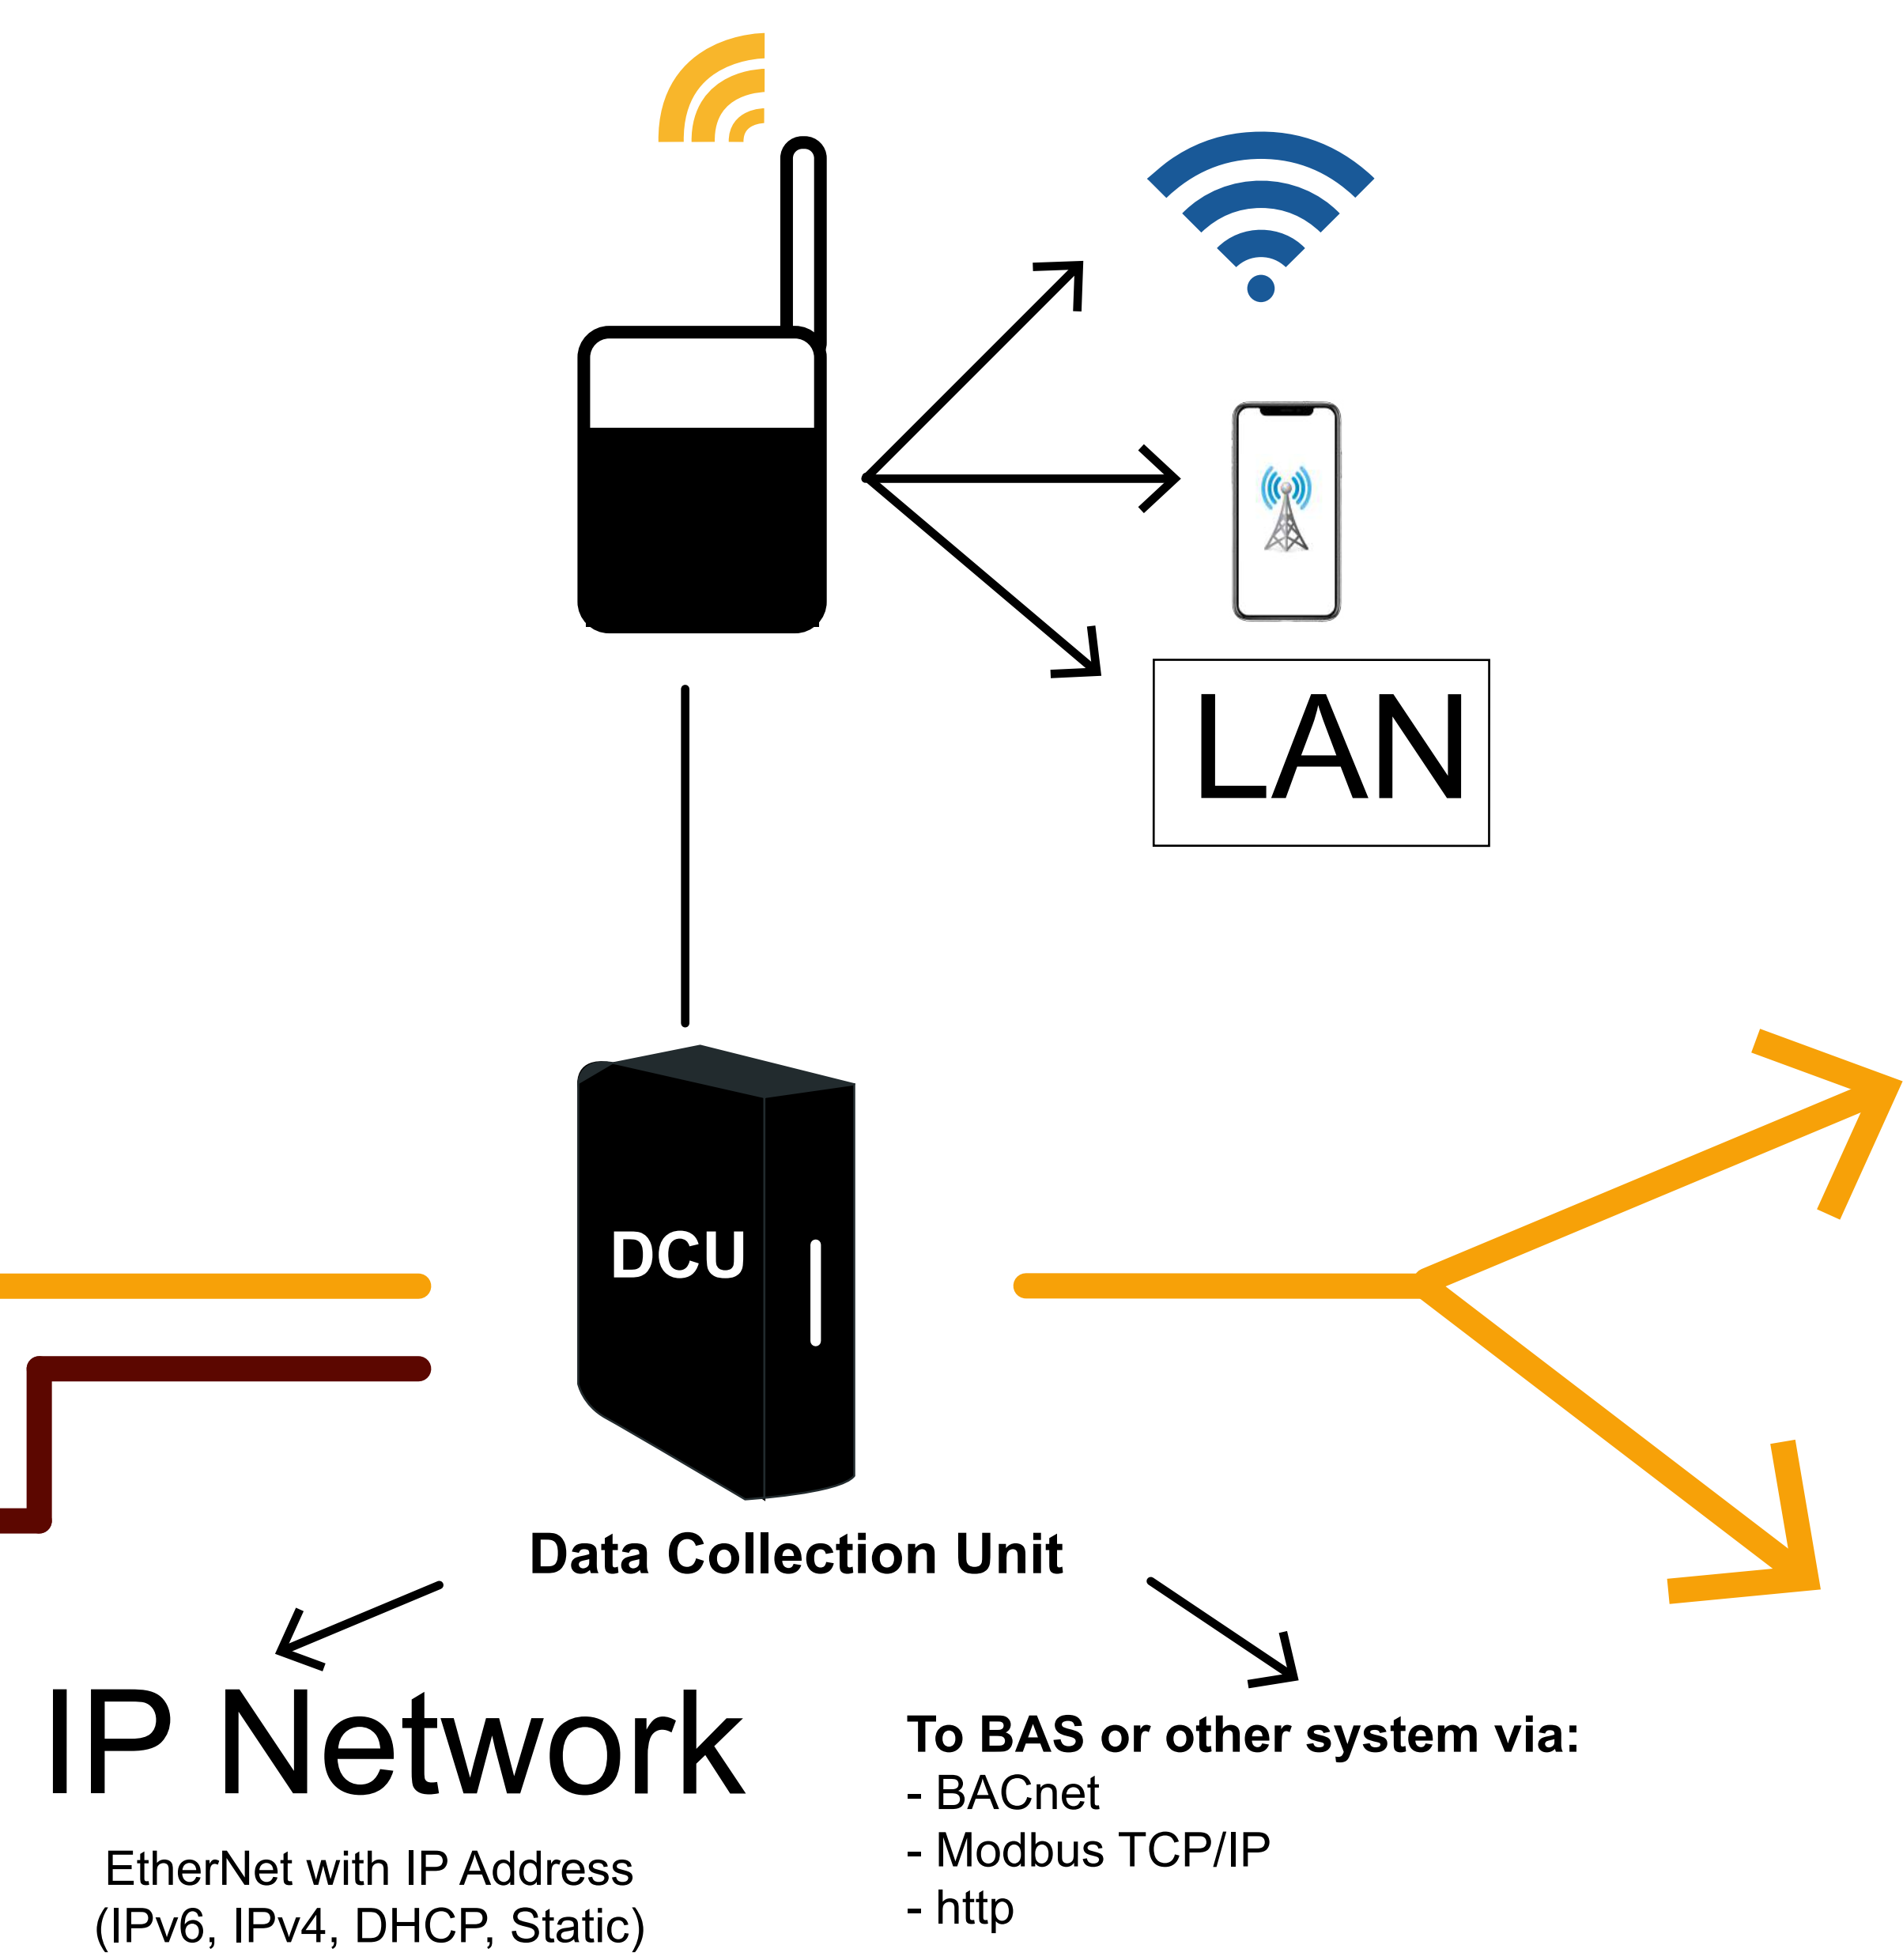 LAN
DCU
Data Collection Unit
IP Network
EtherNet with IP Address
(IPv6, IPv4, DHCP, Static)
To BAS or other system via:
- BACnet
- Modbus TCP/IP
- http